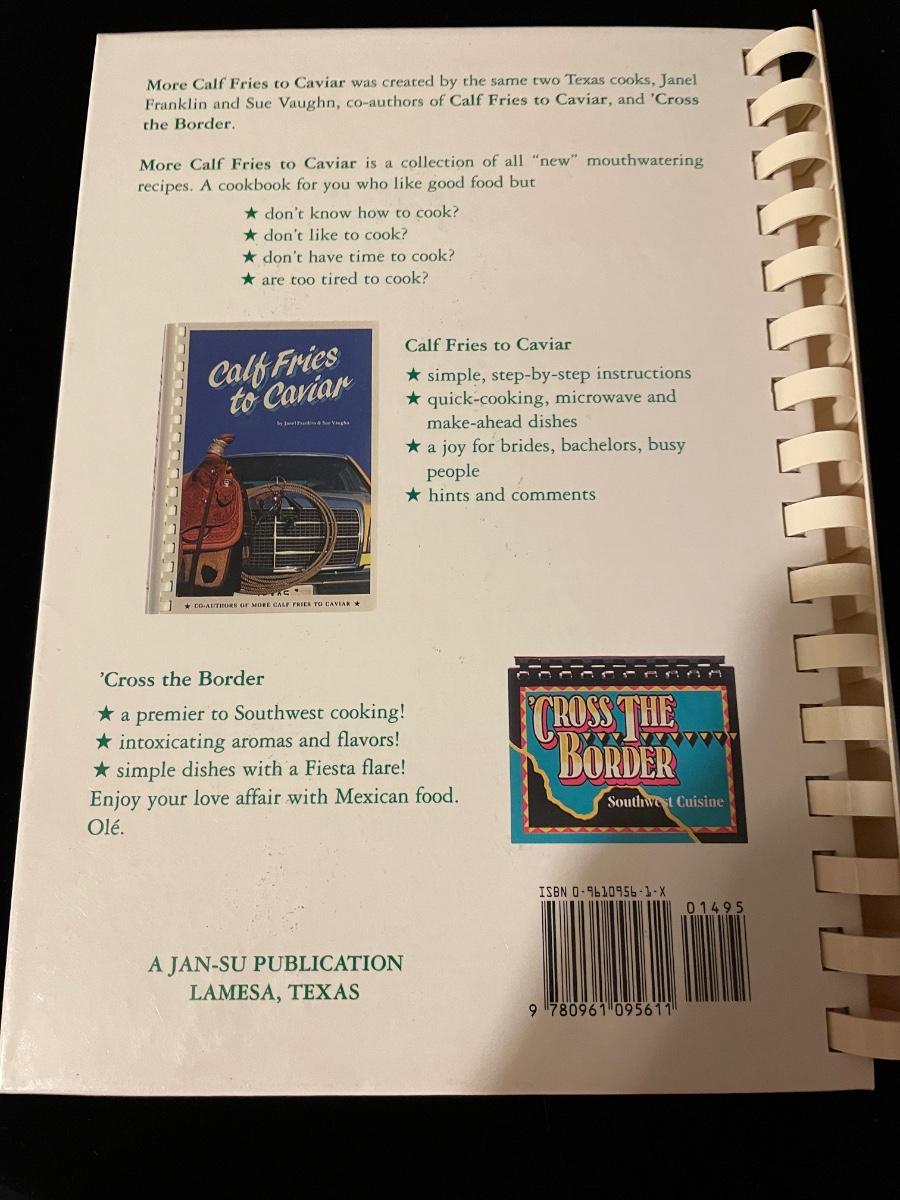 More Calf Fries to Caviar was created by the same two Texas cooks, Janel
Franklin and Sue Vaughn, co-authors of Calf Fries to Caviar, and 'Cross
the Border.
More Calf Fries to Caviar is a collection of all "new" mouthwatering
recipes. A cookbook for you who like good food but
★ don't know how to cook?
★ don't like to cook?
★ don't have time to cook?
★ are too tired to cook?
Calf Fries
to Caviar
by Janel Franklin & Sue Vaughn
★ CO-AUTHORS OF MORE CALF FRIES TO CAVIAR ★
Calf Fries to Caviar
★ simple, step-by-step instructions
★ quick-cooking, microwave and
make-ahead dishes
★ a joy for brides, bachelors, busy
people
★ hints and comments
'Cross the Border
★ a premier to Southwest cooking!
★ intoxicating aromas and flavors!
★ simple dishes with a Fiesta flare!
Enjoy your love affair with Mexican food.
Olé.
'CROSS THE
BORDER
Southwest Cuisine
A JAN-SU PUBLICATION
LAMESA, TEXAS
ISBN 0-9610956-1-X
01495
9 780961 095611